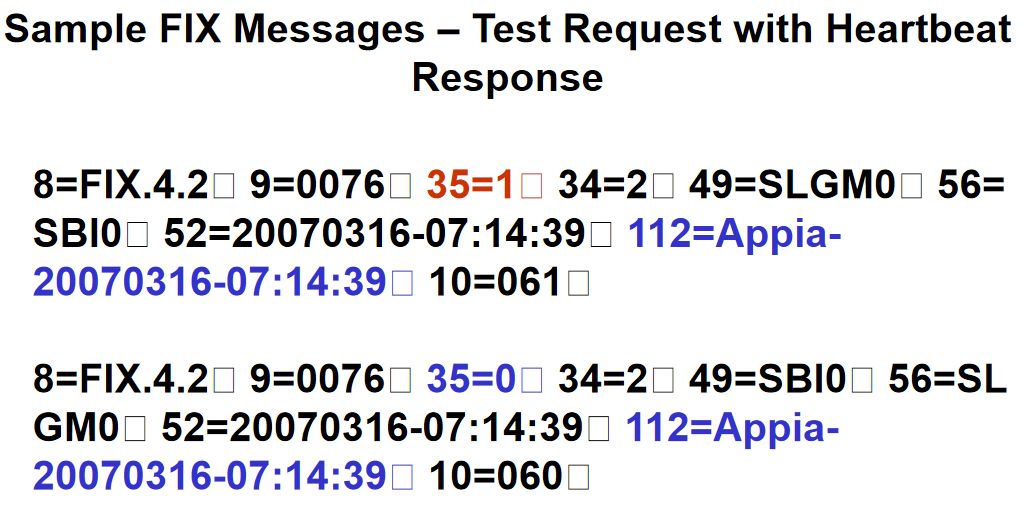 Sample FIX Messages – Test Request with Heartbeat
Response
8=FIX.4.2□ 9=0076□ 35=1□ 34=2□ 49=SLGM0□ 56=
SBI0□ 52=20070316-07:14:39□ 112=Appia-
20070316-07:14:39□ 10=061□
8=FIX.4.2□ 9=0076□ 35=0□ 34=2□ 49=SBI0□ 56=SL
GM0□ 52=20070316-07:14:39□ 112=Appia-
20070316-07:14:39□ 10=060□